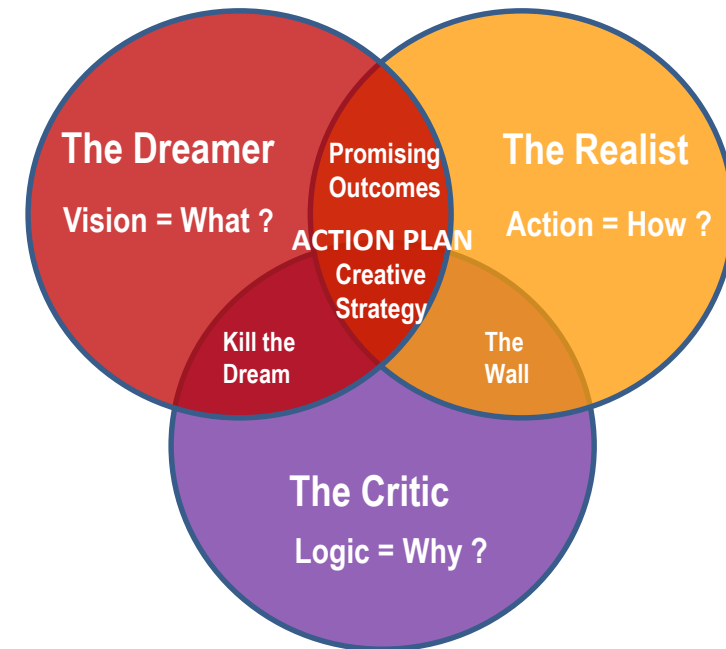 The Dreamer
Vision = What ?
Promising
Outcomes
The Realist
Action = How ?
ACTION PLAN
Creative
Strategy
Kill the
Dream
The
Wall
The Critic
Logic = Why ?